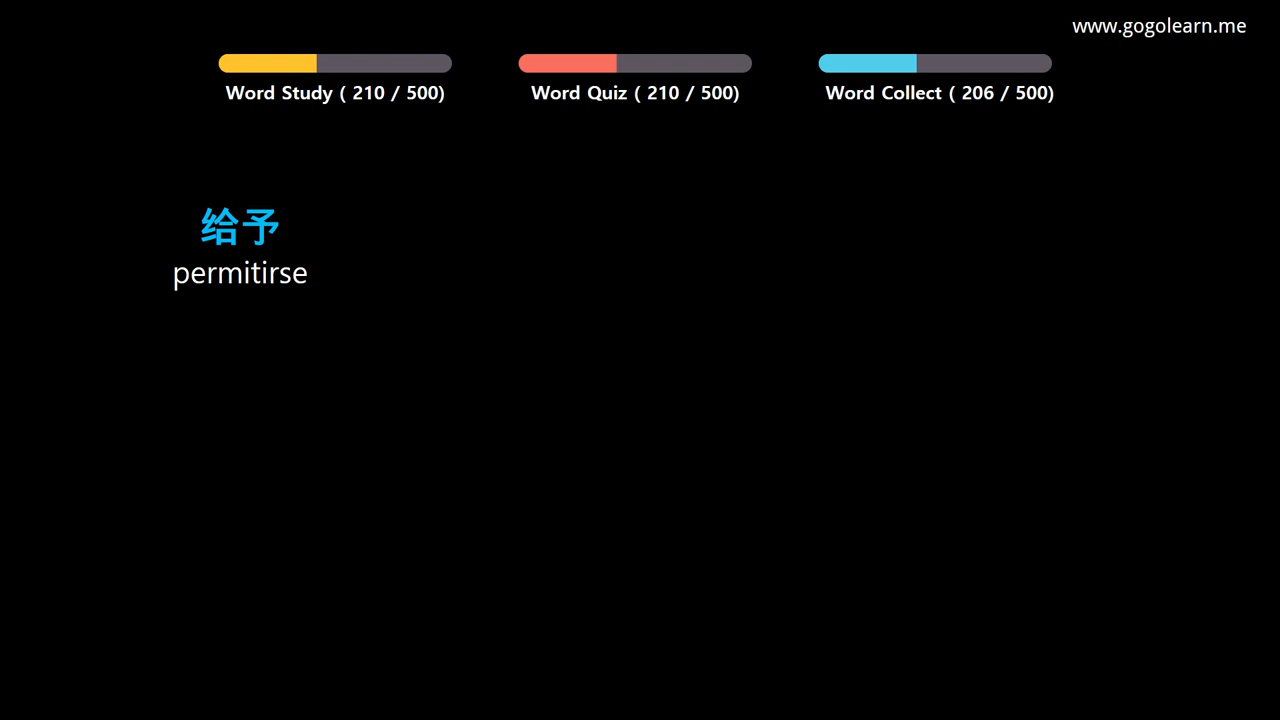 www.gogolearn.me
Word Study ( 210 / 500)
Word Quiz ( 210 / 500)
Word Collect ( 206 / 500)
给予
permitirse